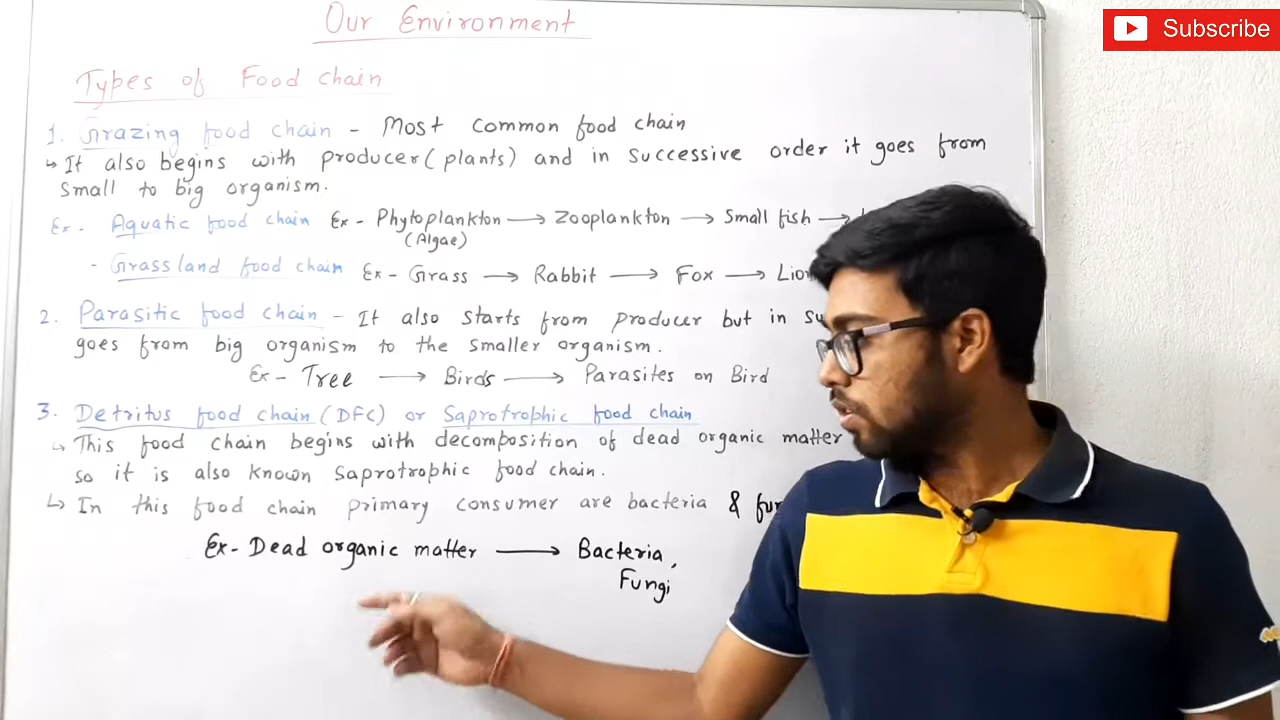 Our Environment
Subscribe
Types of Food chain
1. Grazing food chain - Most common food chain
↳ It also begins with producer (plants) and in successive order it goes from
small to big organism.
Ex - Aquatic food chain Ex - Phytoplankton → Zooplankton → Small fish →
(Algae)
- Grassland food chain Ex - Grass → Rabbit → Fox → Lion
2. Parasitic food chain - It also starts from producer but in
goes from big organism to the smaller organism.
Ex - Tree → Birds → Parasites on Bird
3. Detritus food chain (DFC) or Saprotrophic food chain
↳ This food chain begins with decomposition of dead organic matter
so it is also known Saprotrophic food chain.
↳ In this food chain primary consumer are bacteria &
Ex - Dead organic matter → Bacteria,
Fungi